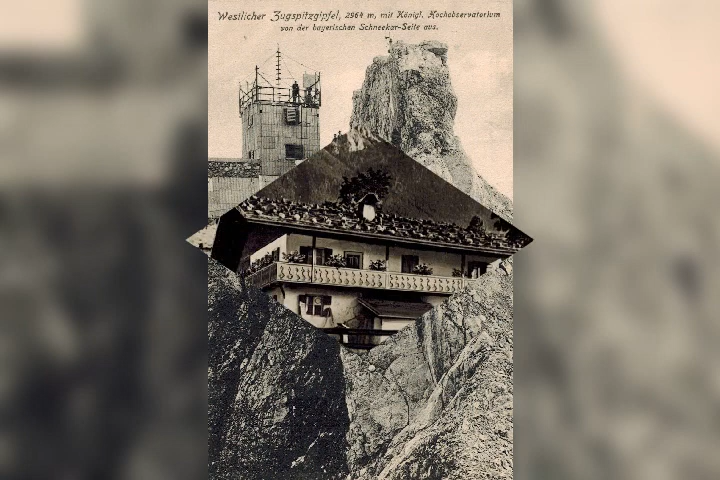 Westlicher Zugspitzgipfel, 2964 m, mit Königl. Hochobservatorium
von der bayerischen Schneekar-Seite aus.